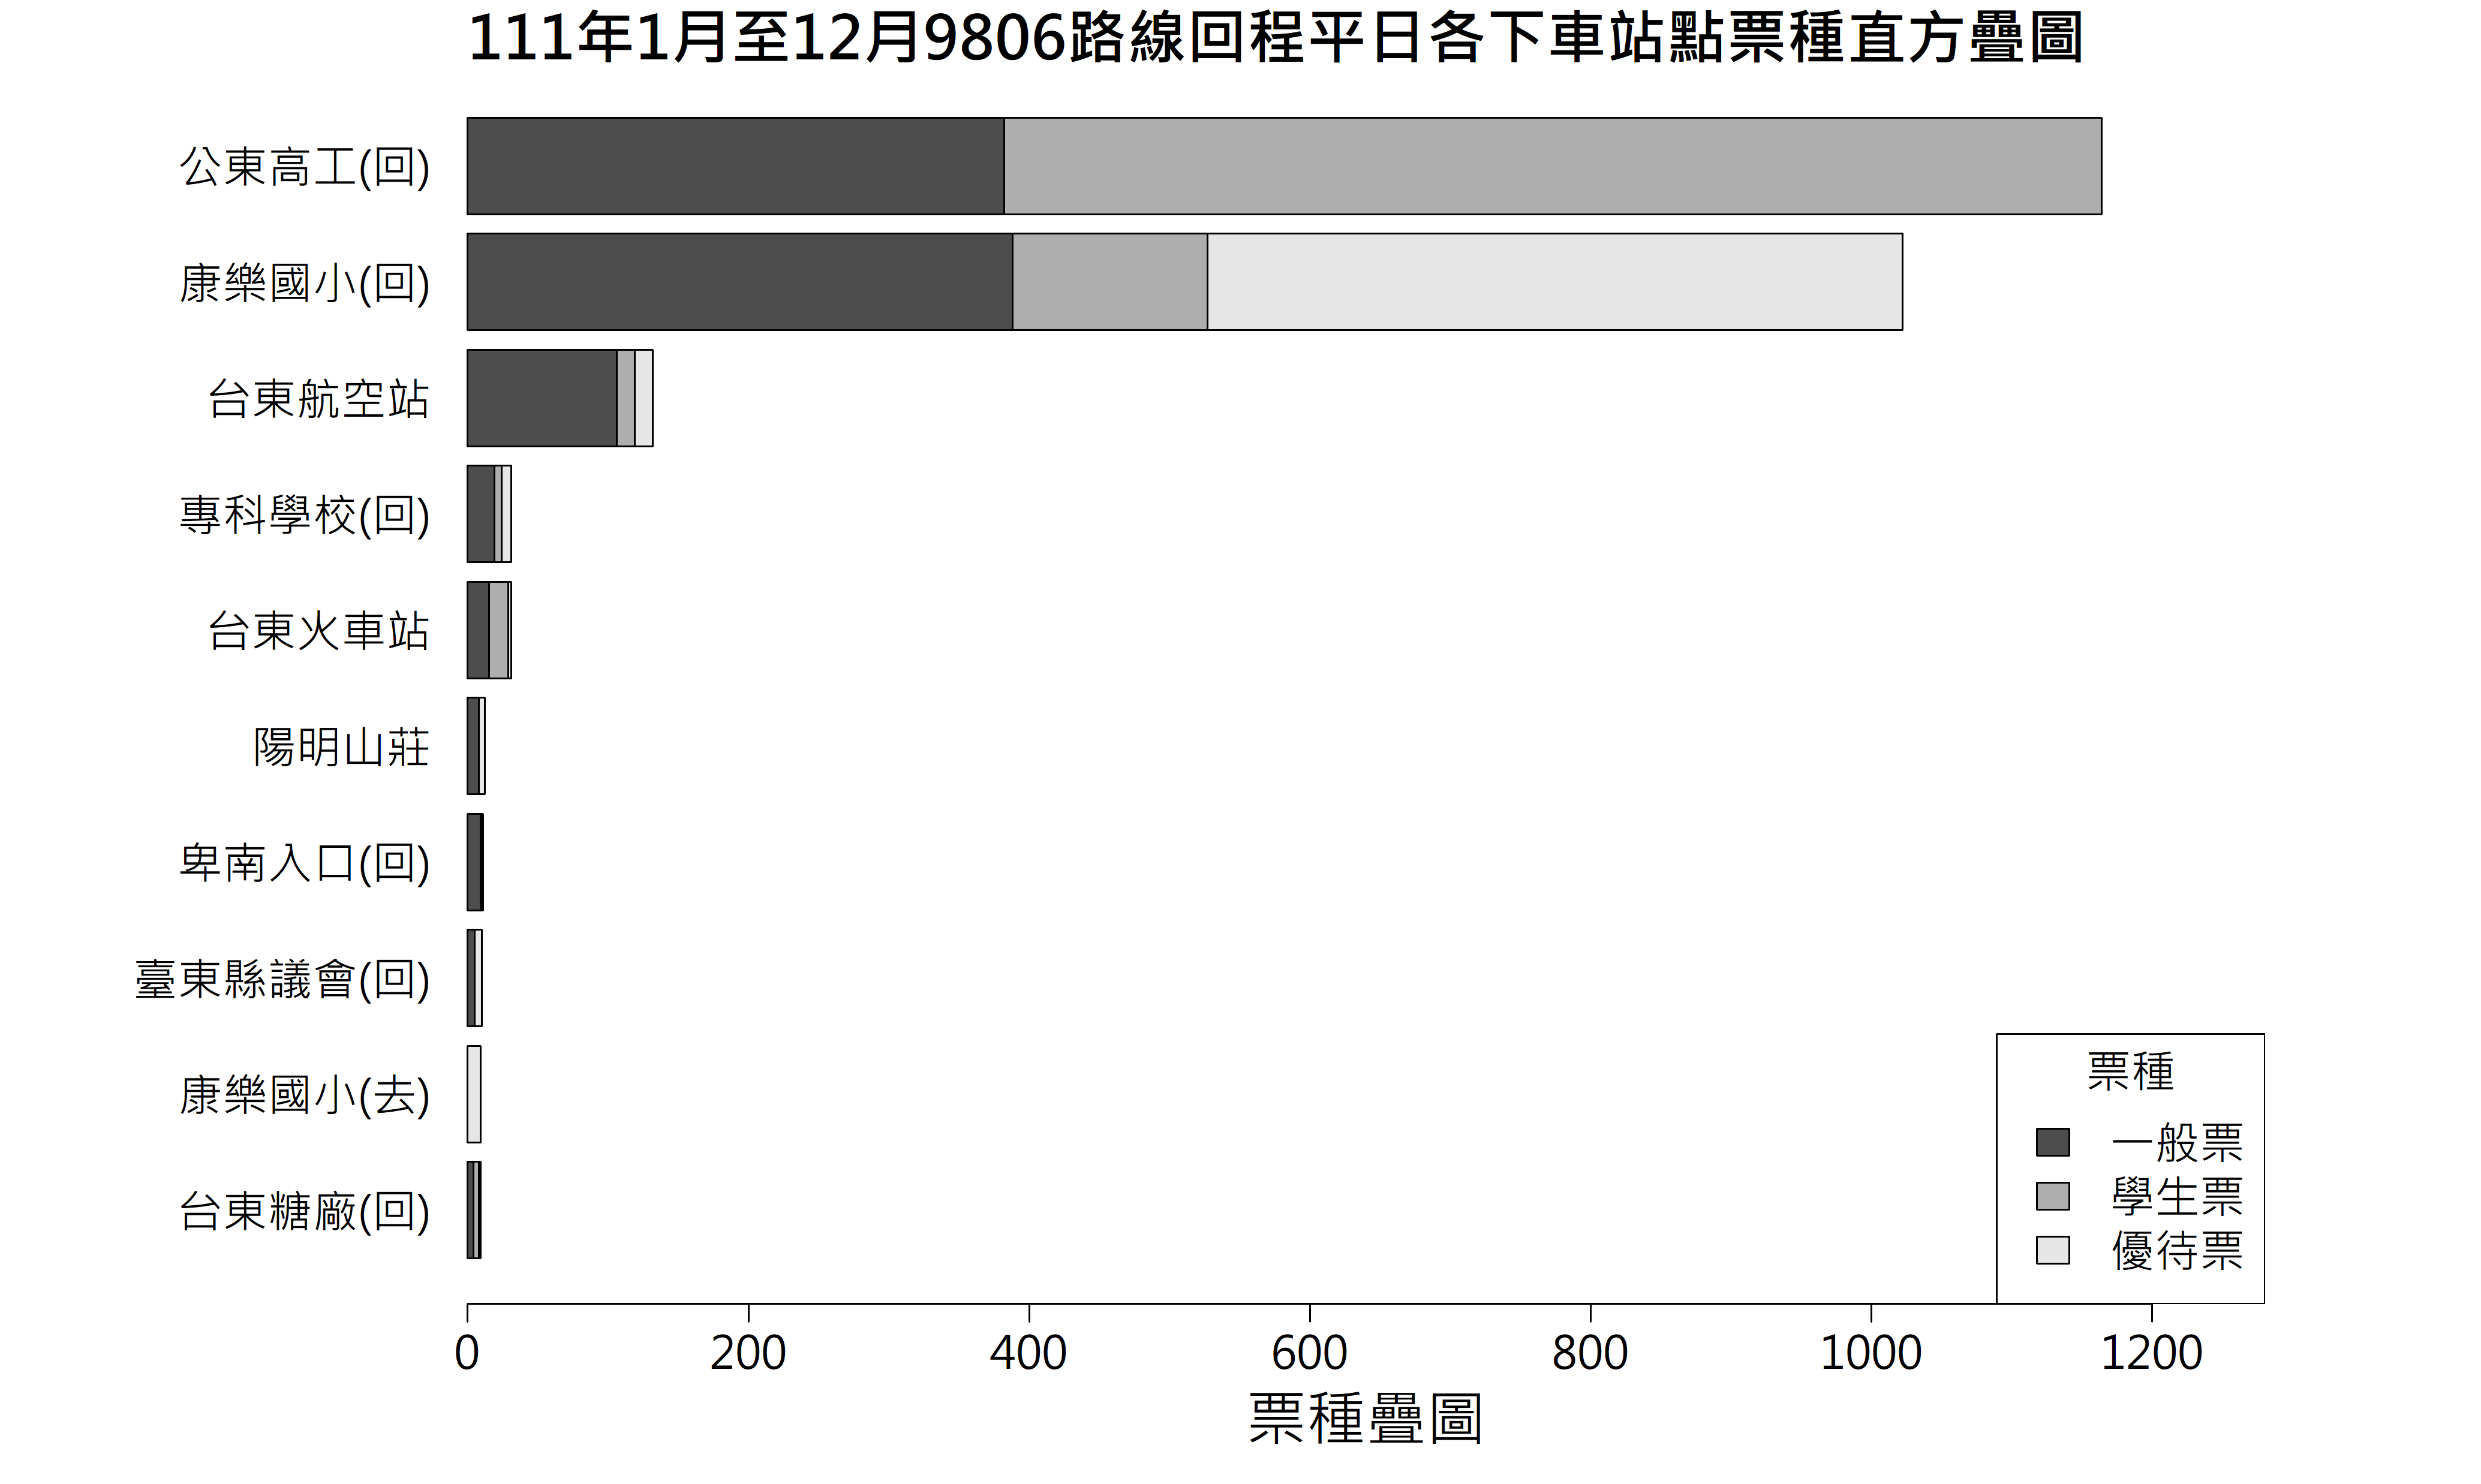 111年1月至12月9806路線回程平日各下車站點票種直方疊圖
公東高工(回)
康樂國小(回)
台東航空站
專科學校(回)
台東火車站
陽明山莊
卑南入口(回)
臺東縣議會(回)
康樂國小(去)
台東糖廠(回)
票種
一般票
學生票
優待票
0 200 400 600 800 1000 1200
票種疊圖